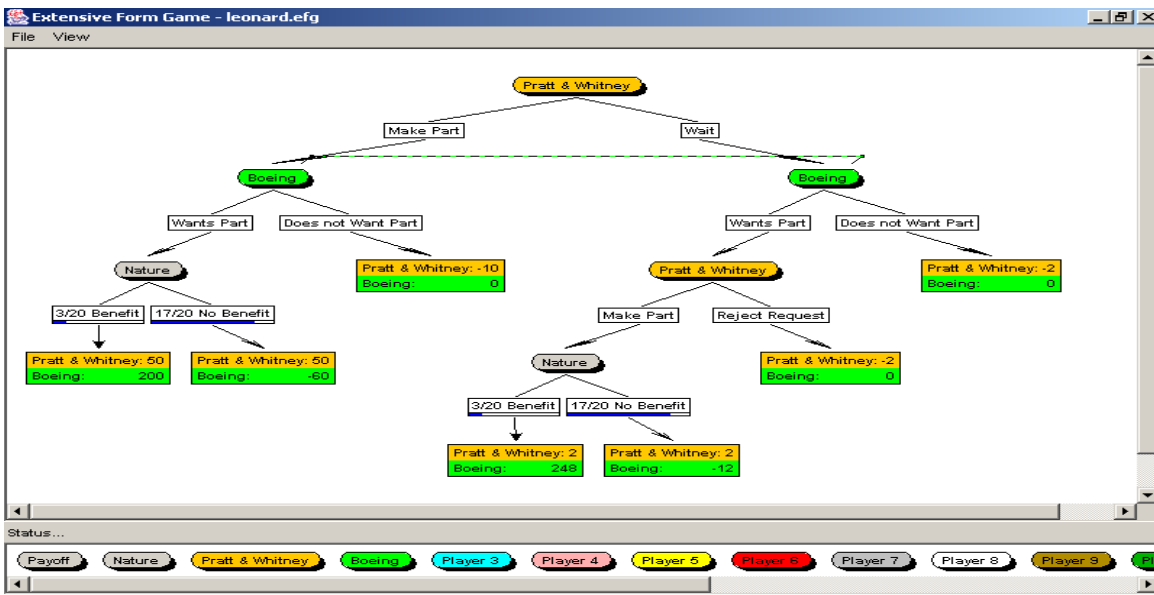 Extensive Form Game - leonard.efg
File View
Pratt & Whitney
Make Part Wait
Boeing Boeing
Wants Part Does not Want Part Wants Part Does not Want Part
Nature Pratt & Whitney: -10 Pratt & Whitney Pratt & Whitney: -2
Boeing: 0 Boeing: 0
3/20 Benefit 17/20 No Benefit Make Part Reject Request
Pratt & Whitney: 50 Pratt & Whitney: 50 Nature Pratt & Whitney: -2
Boeing: 200 Boeing: -60 Boeing: 0
3/20 Benefit 17/20 No Benefit
Pratt & Whitney: 2 Pratt & Whitney: 2
Boeing: 248 Boeing: -12
Status...
Payoff Nature Pratt & Whitney Boeing Player 3 Player 4 Player 5 Player 6 Player 7 Player 8 Player 9